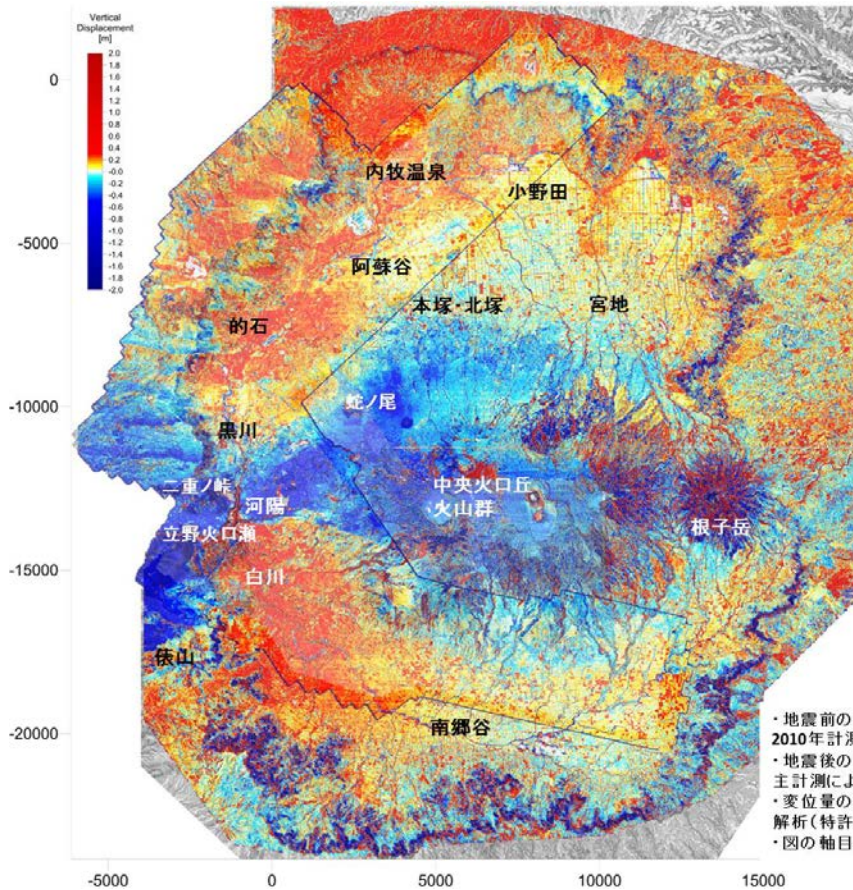 Vertical
Displacement
[m]
2.0
1.8
1.6
1.4
1.2
1.0
0.8
0.6
0.4
0.2
-0.0
-0.2
-0.4
-0.6
-0.8
-1.0
-1.2
-1.4
-1.6
-1.8
-2.0
0
-5000
-10000
-15000
-20000
内牧温泉
小野田
阿蘇谷
本塚・北塚
宮地
的石
蛇ノ尾
黒川
二重ノ峠
河陽
中央火口丘
火山群
立野火口瀬
根子岳
白川
俵山
南郷谷
・地震前の
2010年計測
・地震後の
主計測によ
・変位量の
解析(特許
・図の軸目
-5000
0
5000
10000
15000